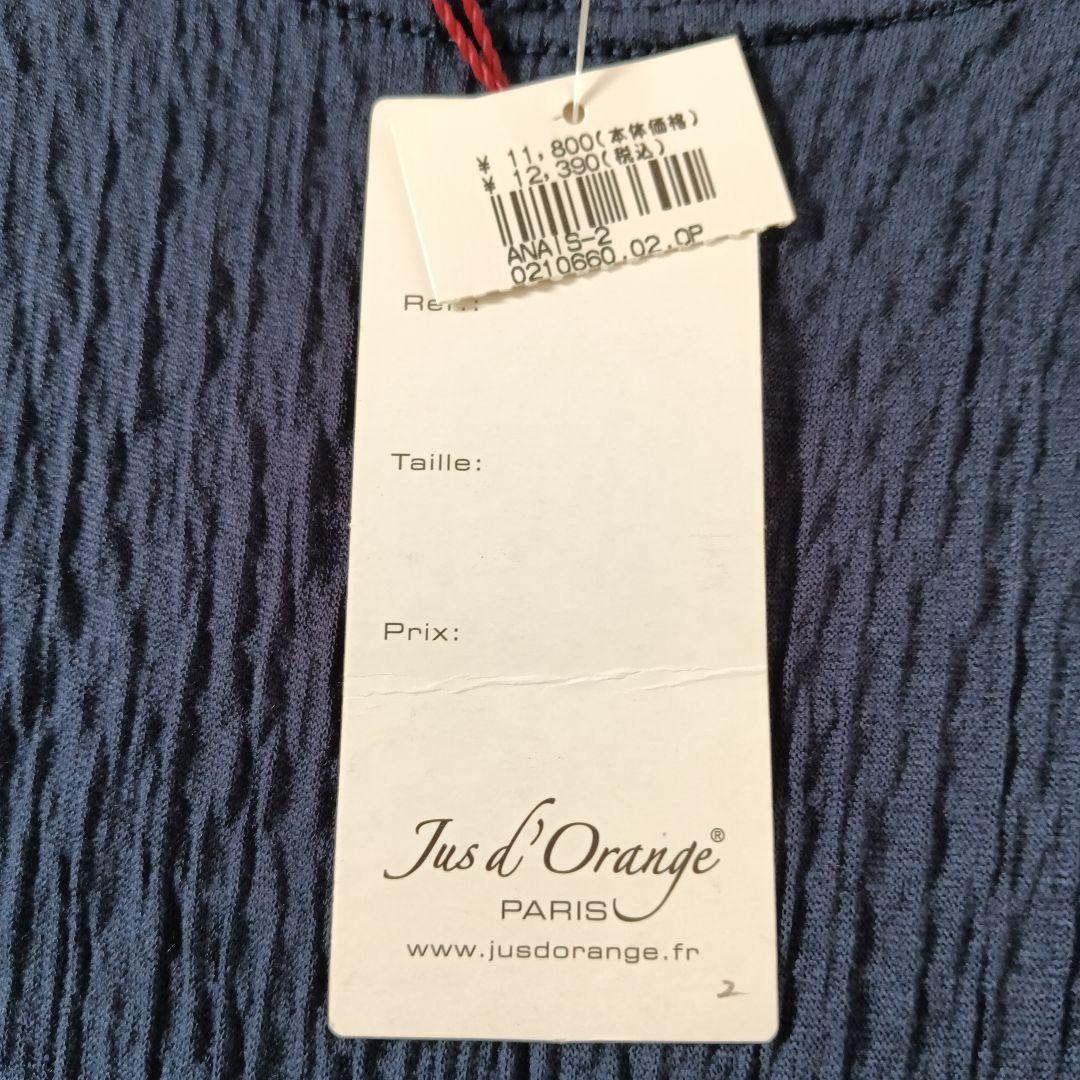 ¥ 11,800(本体価格)
¥ 12,390(税込)
ANAIS-2
0210660.02.OP
Ref.:
Taille:
Prix:
Jus d'Orange®
PARIS
www.jusdorange.fr
2